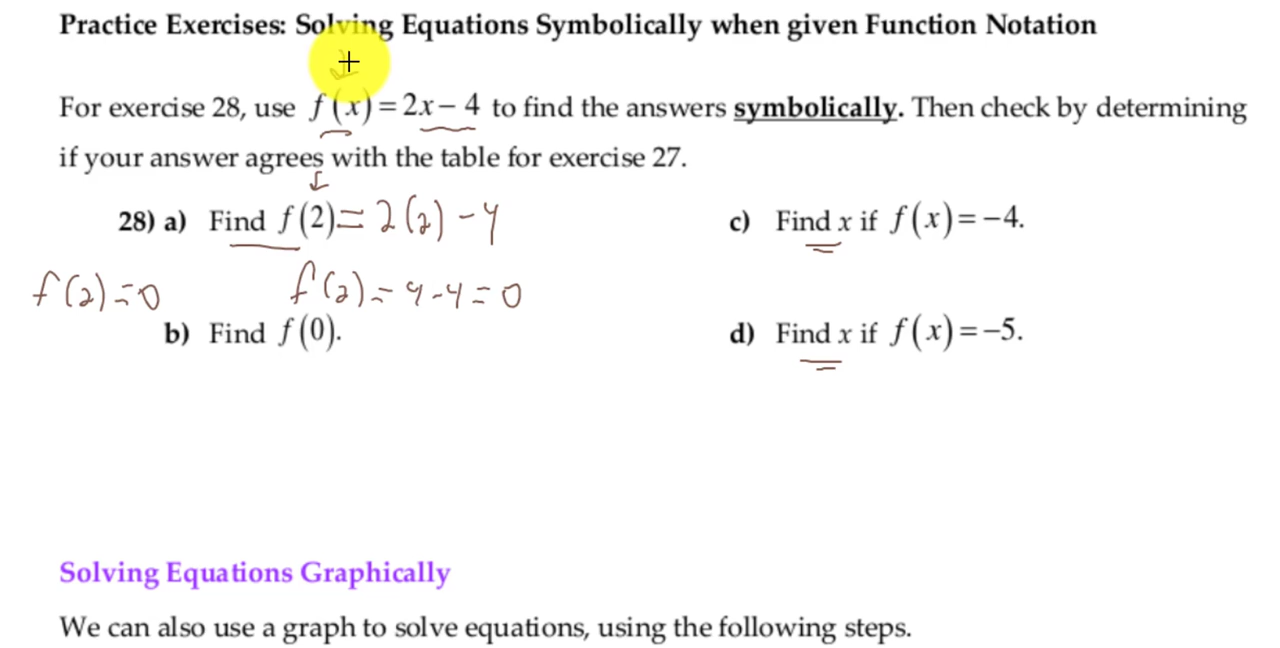 Practice Exercises: Solving Equations Symbolically when given Function Notation
For exercise 28, use f(x)=2x−4 to find the answers symbolically. Then check by determining
if your answer agrees with the table for exercise 27.
28) a) Find f(2)=2(2)-4
f(2)=0 f(2)=4-4=0
b) Find f(0).
c) Find x if f(x)=−4.
d) Find x if f(x)=−5.
Solving Equations Graphically
We can also use a graph to solve equations, using the following steps.